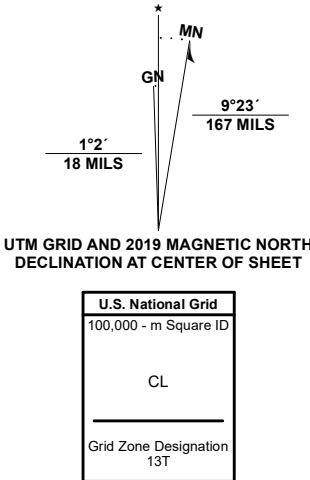 ★
MN
GN
9°23´
167 MILS
1°2´
18 MILS
UTM GRID AND 2019 MAGNETIC NORTH
DECLINATION AT CENTER OF SHEET
U.S. National Grid
100,000 - m Square ID
CL
Grid Zone Designation
13T